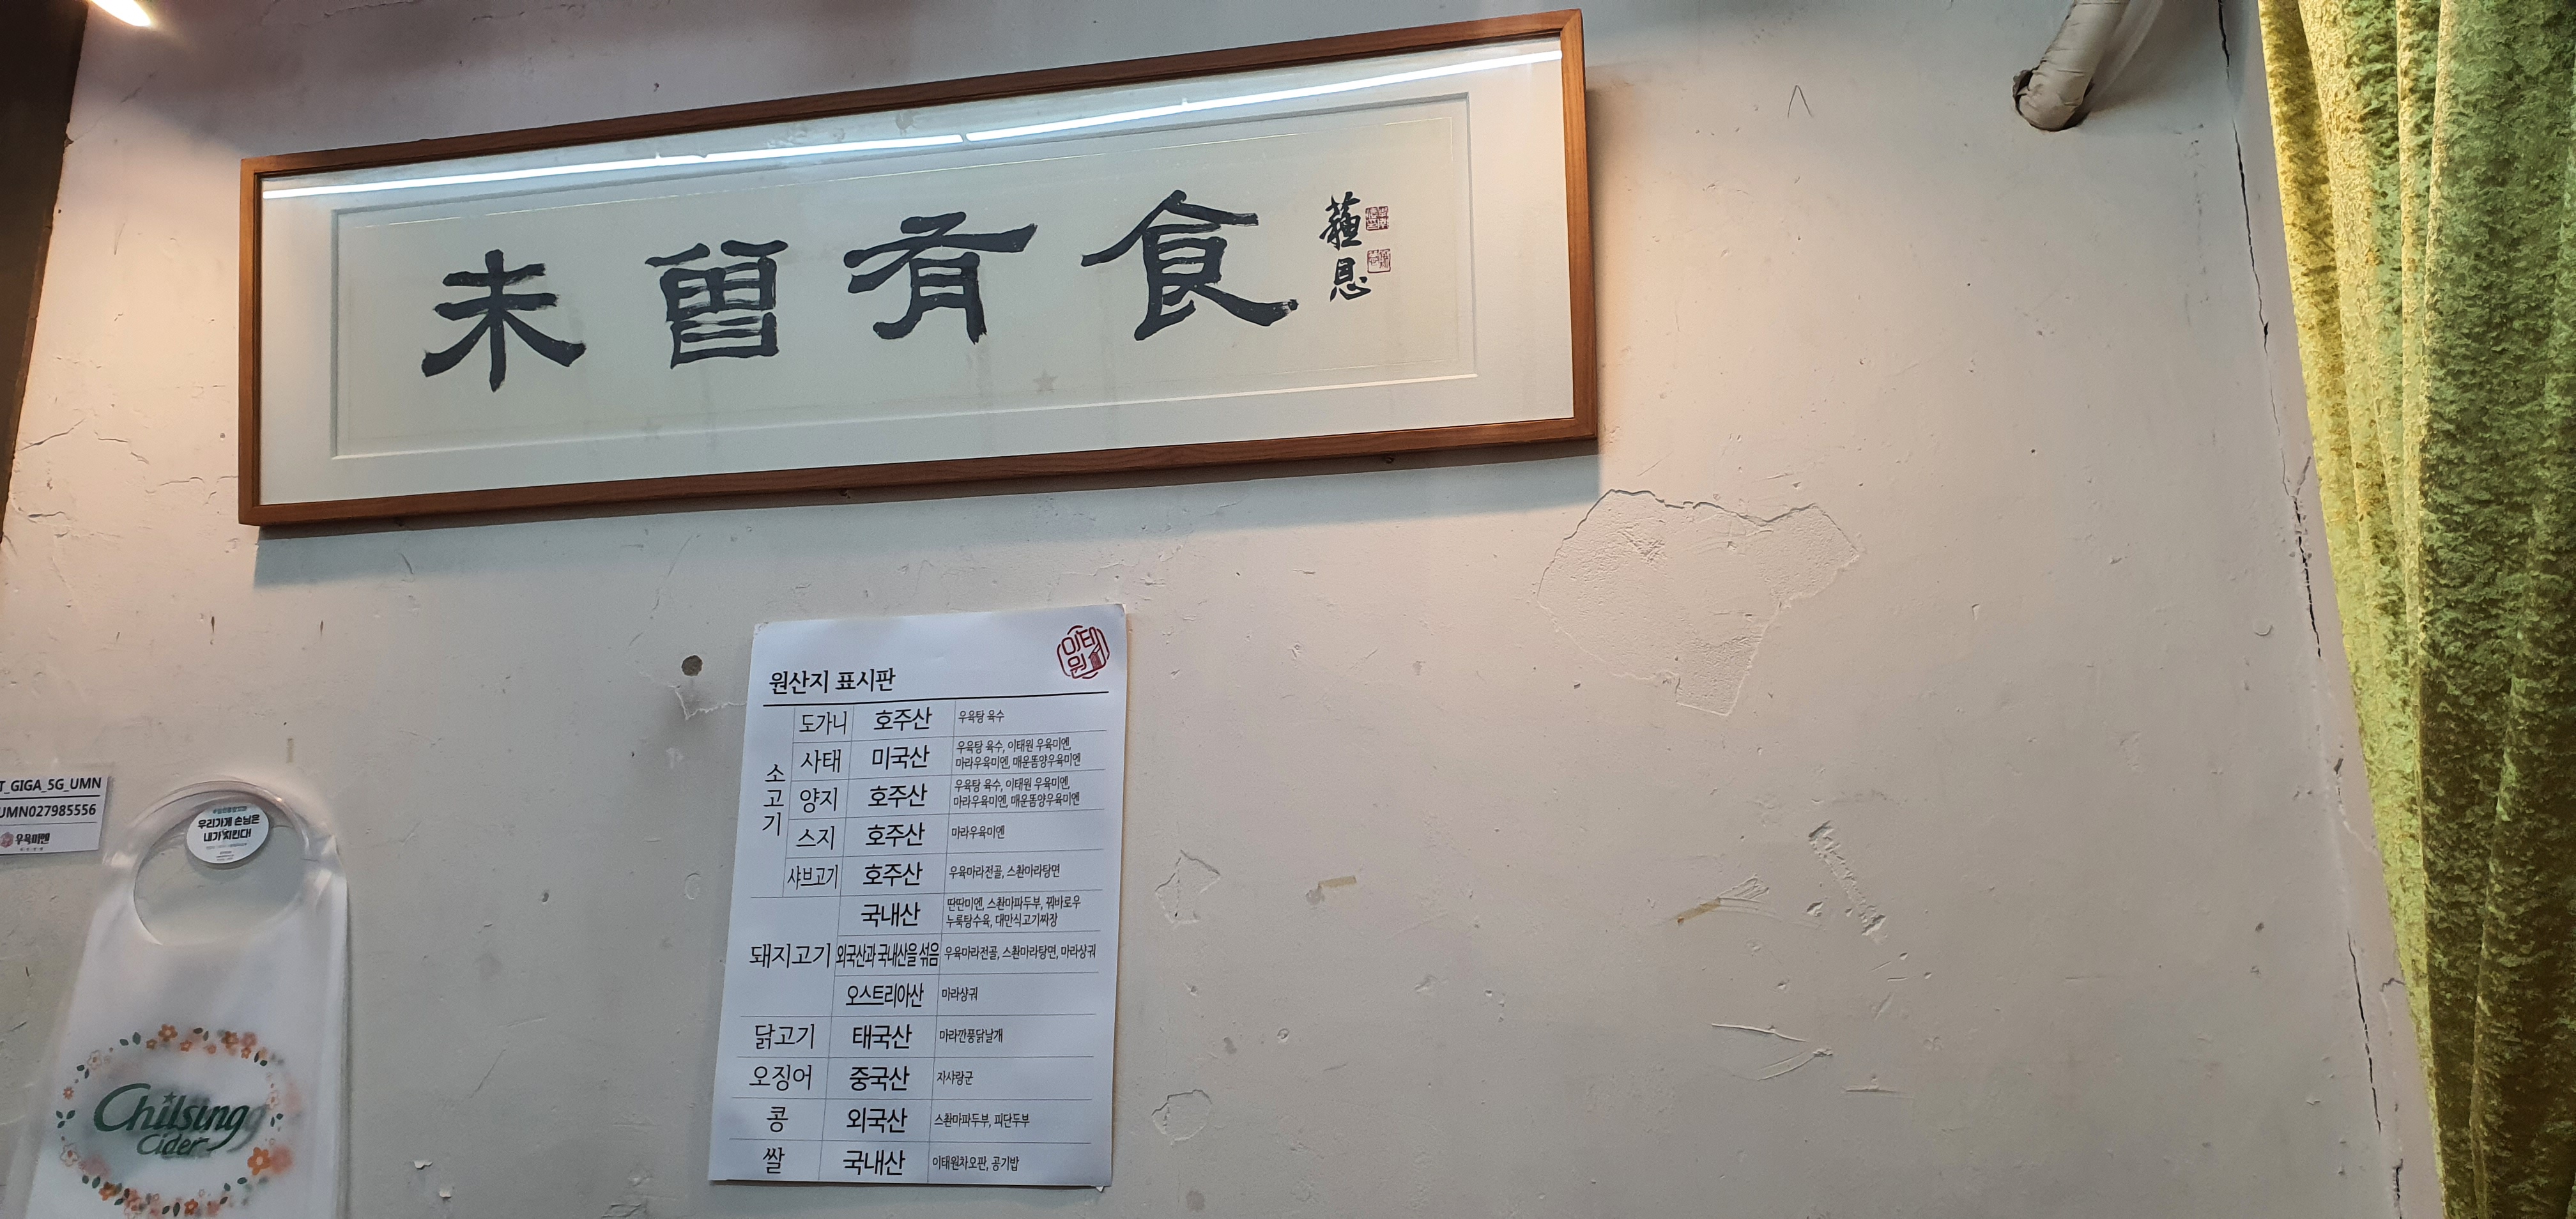 未曾有食
원산지 표시판
이태원
소고기
도가니 호주산 우육탕 육수
사태 미국산 우육탕 육수, 이태원 우육미엔,
마라우육미엔, 매운똠양우육미엔
양지 호주산 우육탕 육수, 이태원 우육미엔,
마라우육미엔, 매운똠양우육미엔
스지 호주산 마라우육미엔
샤브고기 호주산 우육마라전골, 스촨마라탕면
돼지고기
국내산 딴딴미엔, 스촨마파두부, 꿔바로우
누룩탕수육, 대만식고기짜장
외국산과 국내산을 섞음 우육마라전골, 스촨마라탕면, 마라샹궈
오스트리아산 마라샹궈
닭고기 태국산 마라깐풍닭날개
오징어 중국산 자샤랑군
콩 외국산 스촨마파두부, 피단두부
쌀 국내산 이태원차오판, 공기밥
T_GIGA_5G_UMN
UMN027985556
우육미엔
우리가게 손님은
내가 지킨다!
Chilsing
Cider